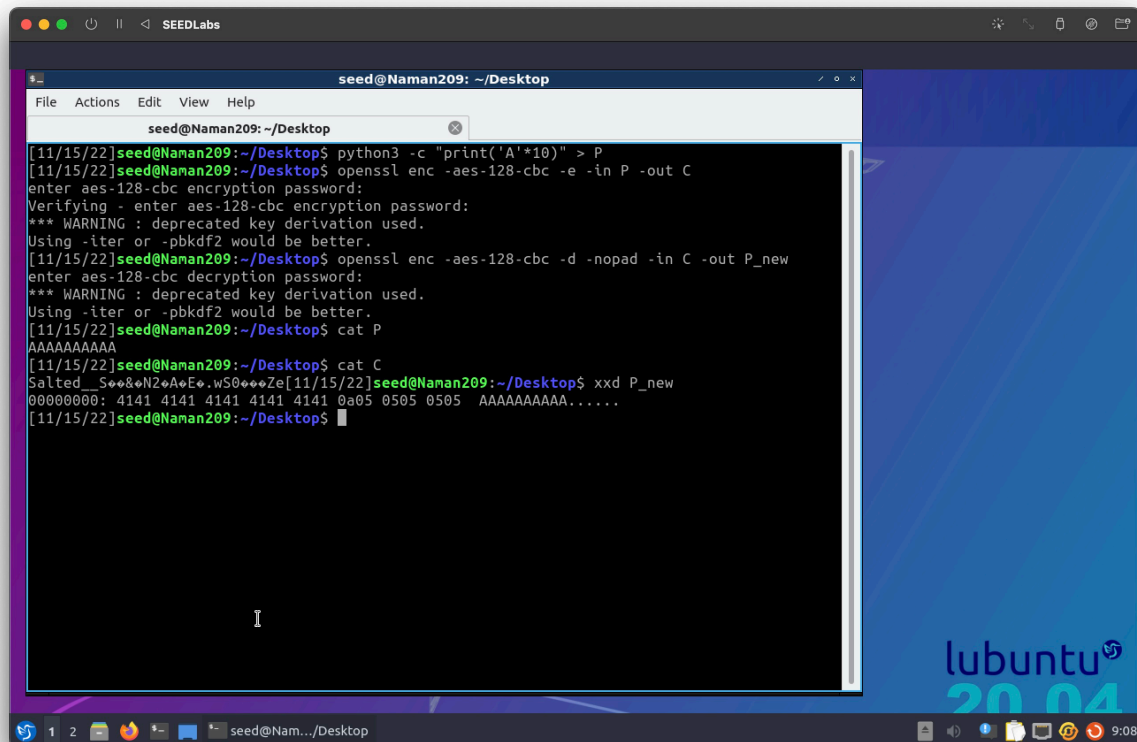 SEEDLabs
seed@Naman209: ~/Desktop
File Actions Edit View Help
seed@Naman209: ~/Desktop
[11/15/22]seed@Naman209:~/Desktop$ python3 -c "print('A'*10)" > P
[11/15/22]seed@Naman209:~/Desktop$ openssl enc -aes-128-cbc -e -in P -out C
enter aes-128-cbc encryption password:
Verifying - enter aes-128-cbc encryption password:
*** WARNING : deprecated key derivation used.
Using -iter or -pbkdf2 would be better.
[11/15/22]seed@Naman209:~/Desktop$ openssl enc -aes-128-cbc -d -nopad -in C -out P_new
enter aes-128-cbc decryption password:
*** WARNING : deprecated key derivation used.
Using -iter or -pbkdf2 would be better.
[11/15/22]seed@Naman209:~/Desktop$ cat P
AAAAAAAAAA
[11/15/22]seed@Naman209:~/Desktop$ cat C
Salted__S��&�N2�A�E�.wS0���Ze[11/15/22]seed@Naman209:~/Desktop$ xxd P_new
00000000: 4141 4141 4141 4141 4141 0a05 0505 0505  AAAAAAAAAA......
[11/15/22]seed@Naman209:~/Desktop$
lubuntu
20.04
1 2 seed@Nam.../Desktop 9:08